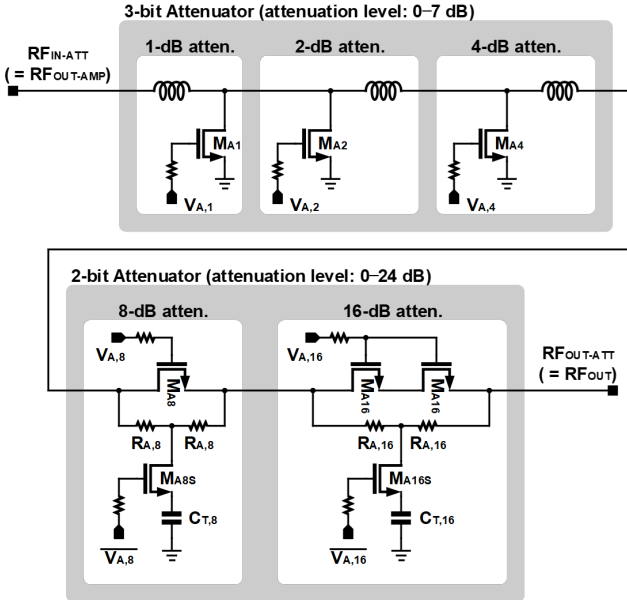 3-bit Attenuator (attenuation level: 0–7 dB)
1-dB atten. 2-dB atten. 4-dB atten.
RFIN-ATT
( = RFOUT-AMP)
MA1 MA2 MA4
VA,1 VA,2 VA,4
2-bit Attenuator (attenuation level: 0–24 dB)
8-dB atten. 16-dB atten.
VA,8 VA,16
RFOUT-ATT
( = RFOUT)
MA8 MA16 MA16
RA,8 RA,8 RA,16 RA,16
MA8S MA16S
CT,8 CT,16
VA,8 VA,16